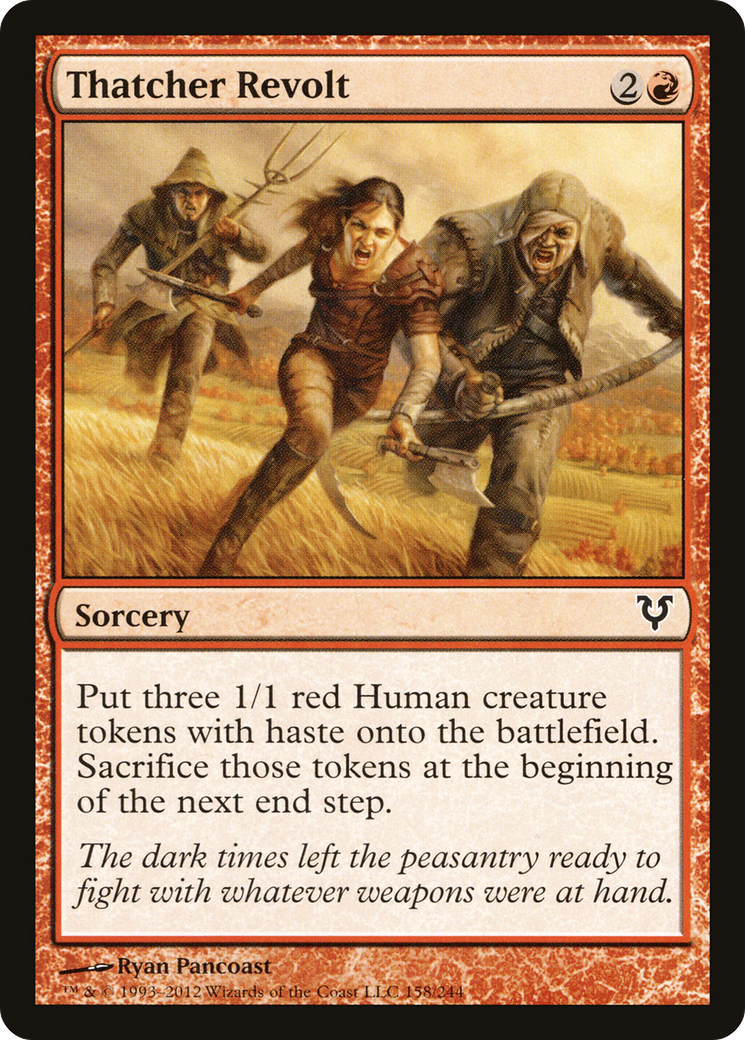 Thatcher Revolt
2
Sorcery
Put three 1/1 red Human creature
tokens with haste onto the battlefield.
Sacrifice those tokens at the beginning
of the next end step.
The dark times left the peasantry ready to
fight with whatever weapons were at hand.
Ryan Pancoast
™ & © 1993–2012 Wizards of the Coast LLC 158/244